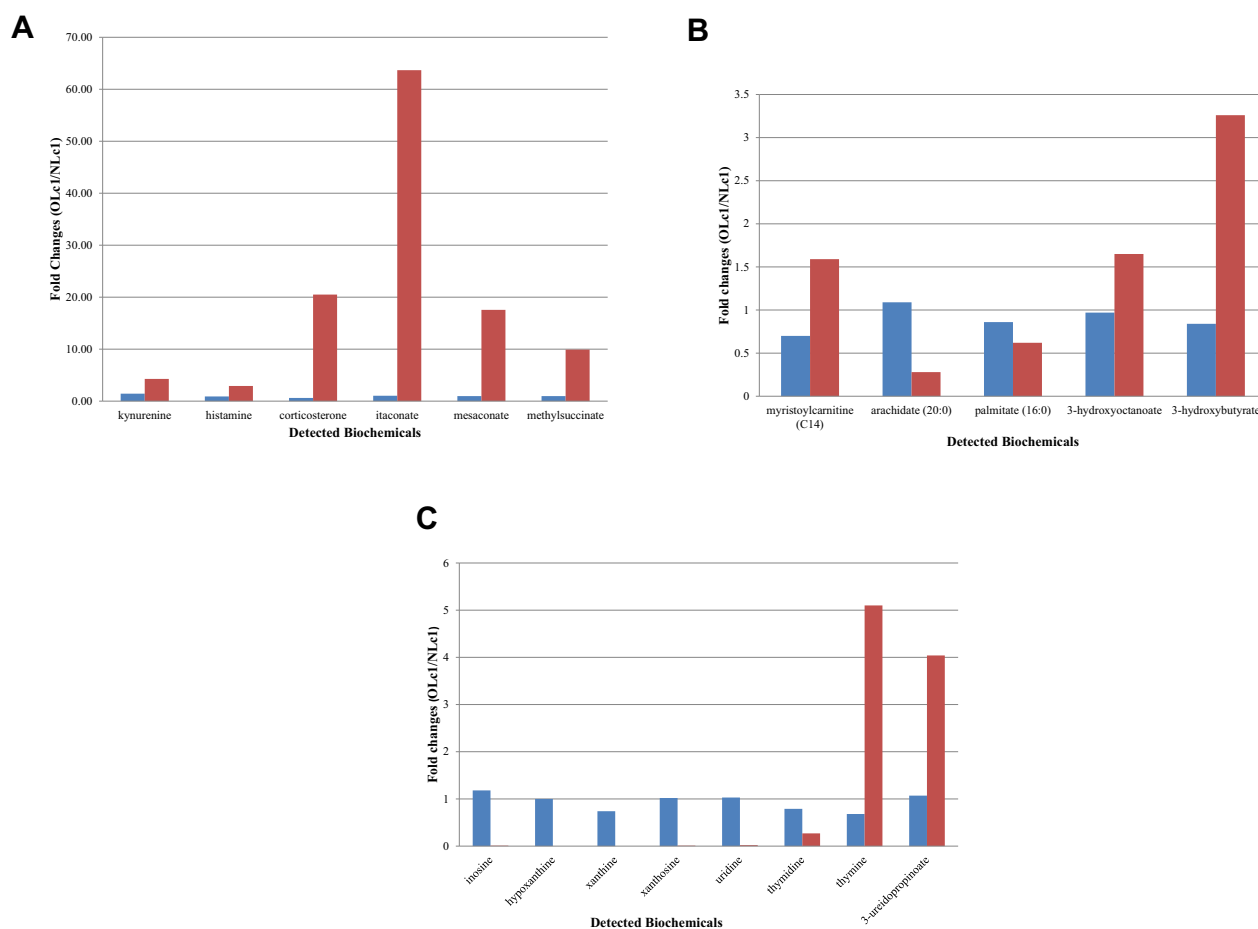 A
70.00
60.00
50.00
40.00
30.00
20.00
10.00
0.00
Fold Changes (OLc1/NLc1)
kynurenine histamine corticosterone itaconate mesaconate methylsuccinate
Detected Biochemicals
B
3.5
3
2.5
2
1.5
1
0.5
0
Fold changes (OLc1/NLc1)
myristoylcarnitine arachidate (20:0) palmitate (16:0) 3-hydroxyoctanoate 3-hydroxybutyrate
(C14)
Detected Biochemicals
C
6
5
4
3
2
1
0
Fold changes (OLc1/NLc1)
inosine
hypoxanthine
xanthine
xanthosine
uridine
thymidine
thymine
3-ureidopropinoate
Detected Biochemicals